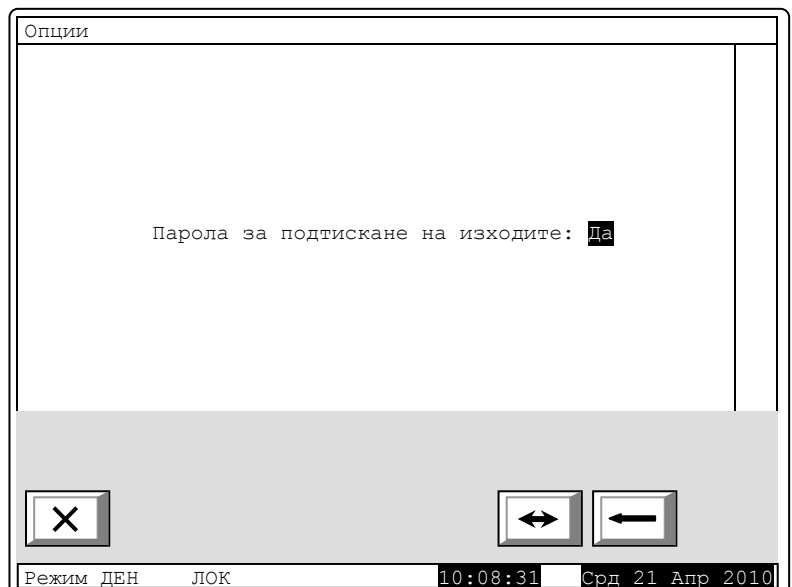 Опции
Парола за подтискане на изходите: Да
Режим ДЕН ЛОК 10:08:31 Срд 21 Апр 2010